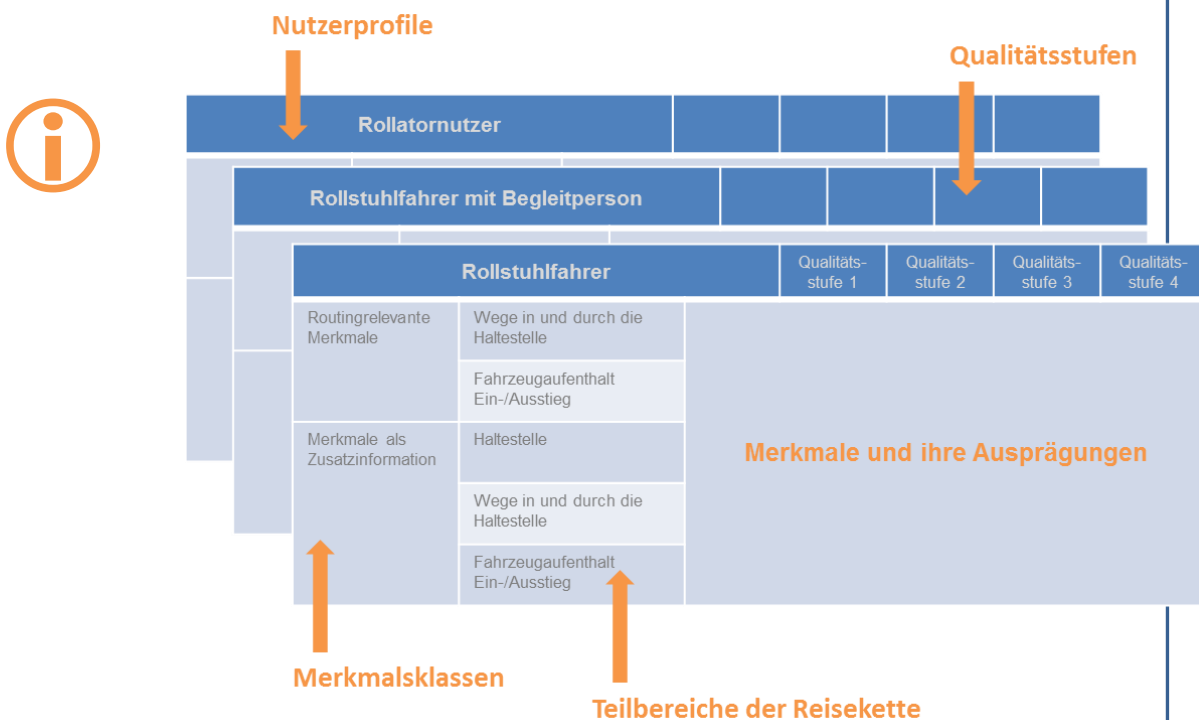 Nutzerprofile
Qualitätsstufen
Rollatornutzer
Rollstuhlfahrer mit Begleitperson
Rollstuhlfahrer
Qualitäts-
stufe 1
Qualitäts-
stufe 2
Qualitäts-
stufe 3
Qualitäts-
stufe 4
Routingrelevante
Merkmale
Wege in und durch die
Haltestelle
Fahrzeugaufenthalt
Ein-/Ausstieg
Merkmale als
Zusatzinformation
Haltestelle
Wege in und durch die
Haltestelle
Fahrzeugaufenthalt
Ein-/Ausstieg
Merkmale und ihre Ausprägungen
Merkmalsklassen
Teilbereiche der Reisekette